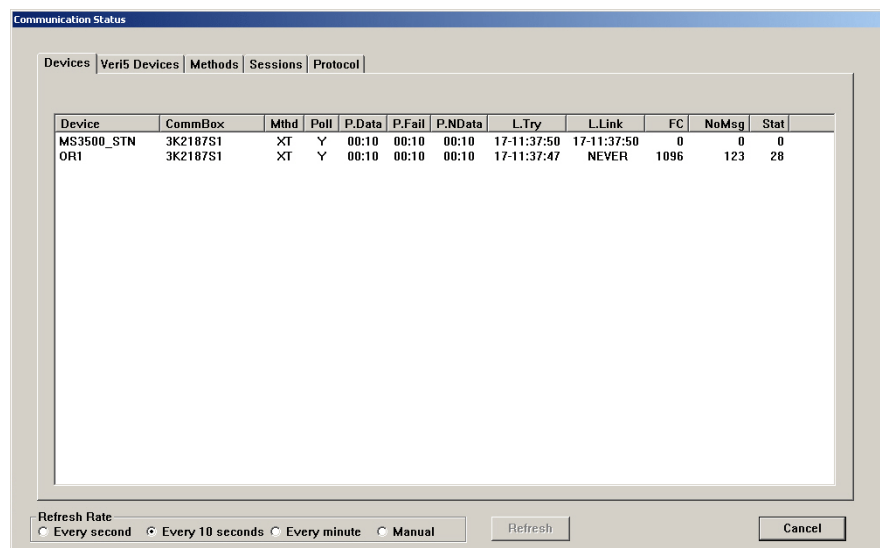 Communication Status
Devices Veri5 Devices Methods Sessions Protocol
Device CommBox Mthd Poll P.Data P.Fail P.NData L.Try L.Link FC NoMsg Stat
MS3500_STN 3K2187S1 XT Y 00:10 00:10 00:10 17-11:37:50 17-11:37:50 0 0 0
OR1 3K2187S1 XT Y 00:10 00:10 00:10 17-11:37:47 NEVER 1096 123 28
Refresh Rate
Every second Every 10 seconds Every minute Manual Refresh Cancel